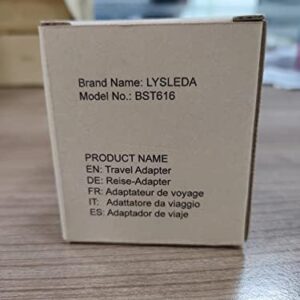 Brand Name: LYSLEDA
Model No.: BST616
PRODUCT NAME
EN: Travel Adapter
DE: Reise-Adapter
FR: Adaptateur de voyage
IT: Adattatore da viaggio
ES: Adaptador de viaje